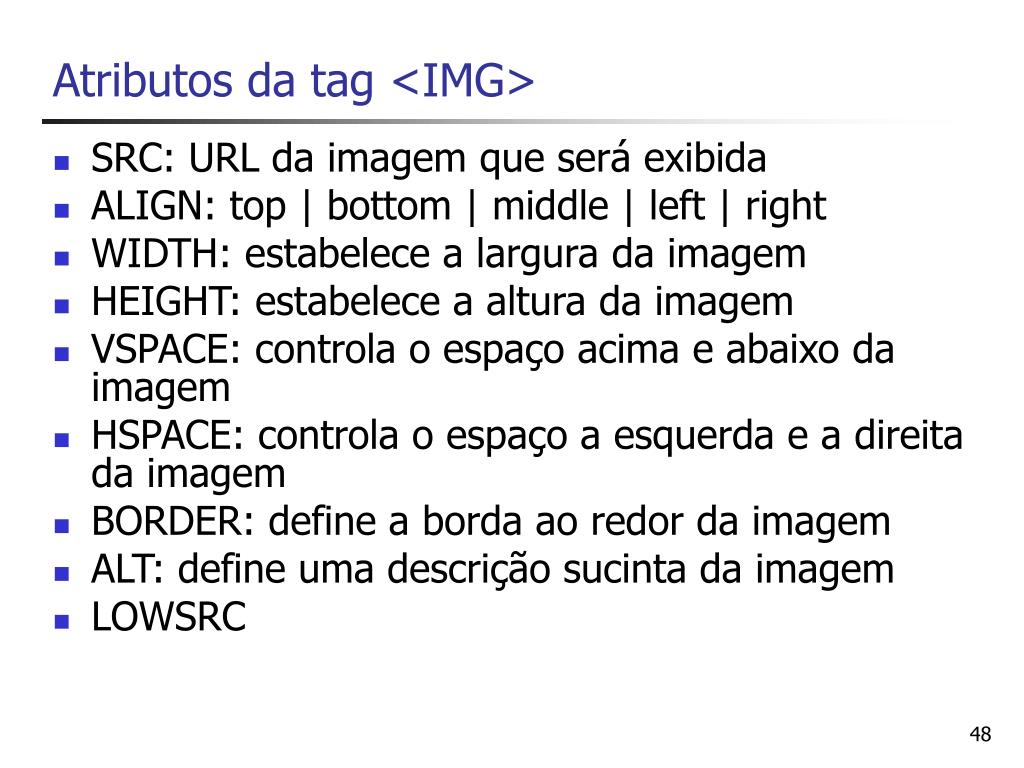 Atributos da tag <IMG>
SRC: URL da imagem que será exibida
ALIGN: top | bottom | middle | left | right
WIDTH: estabelece a largura da imagem
HEIGHT: estabelece a altura da imagem
VSPACE: controla o espaço acima e abaixo da
imagem
HSPACE: controla o espaço a esquerda e a direita
da imagem
BORDER: define a borda ao redor da imagem
ALT: define uma descrição sucinta da imagem
LOWSRC
48